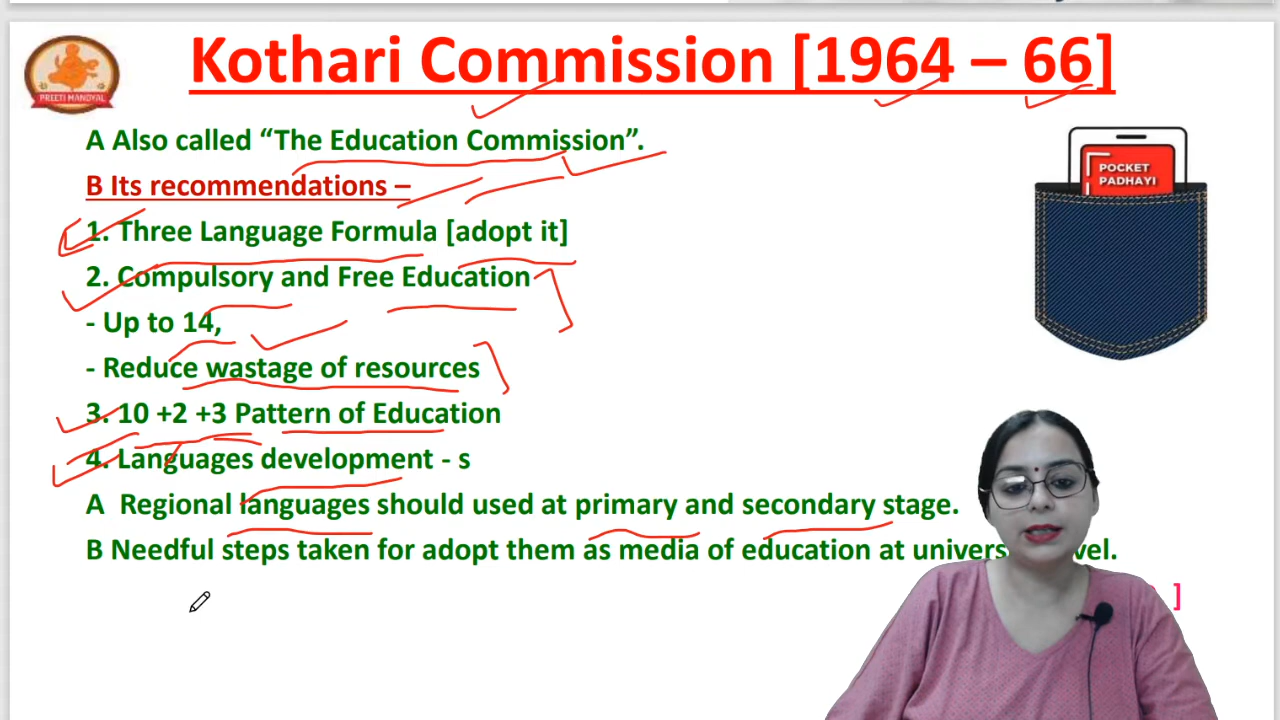 Kothari Commission [1964 – 66]
PREETI MANDYAL
A Also called “The Education Commission”.
POCKET
PADHAYI
B Its recommendations –
1. Three Language Formula [adopt it]
2. Compulsory and Free Education
- Up to 14,
- Reduce wastage of resources
3. 10 +2 +3 Pattern of Education
4. Languages development - s
A Regional languages should used at primary and secondary stage.
B Needful steps taken for adopt them as media of education at
]